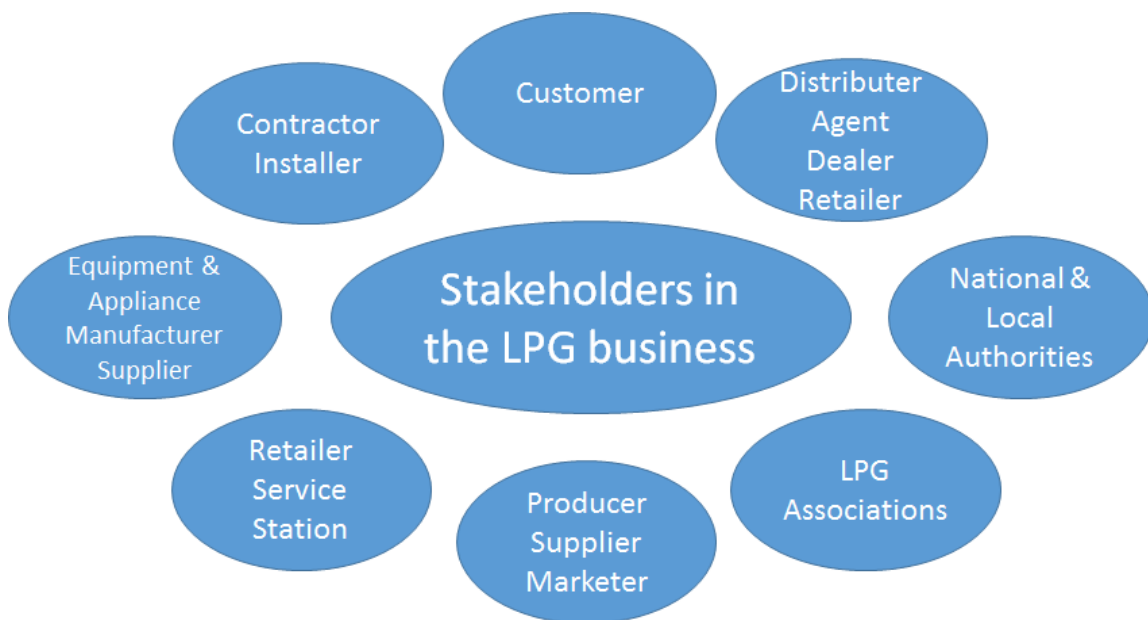 Customer
Distributer
Agent
Dealer
Retailer
Contractor
Installer
Equipment &
Appliance
Manufacturer
Supplier
Stakeholders in
the LPG business
National &
Local
Authorities
Retailer
Service
Station
Producer
Supplier
Marketer
LPG
Associations